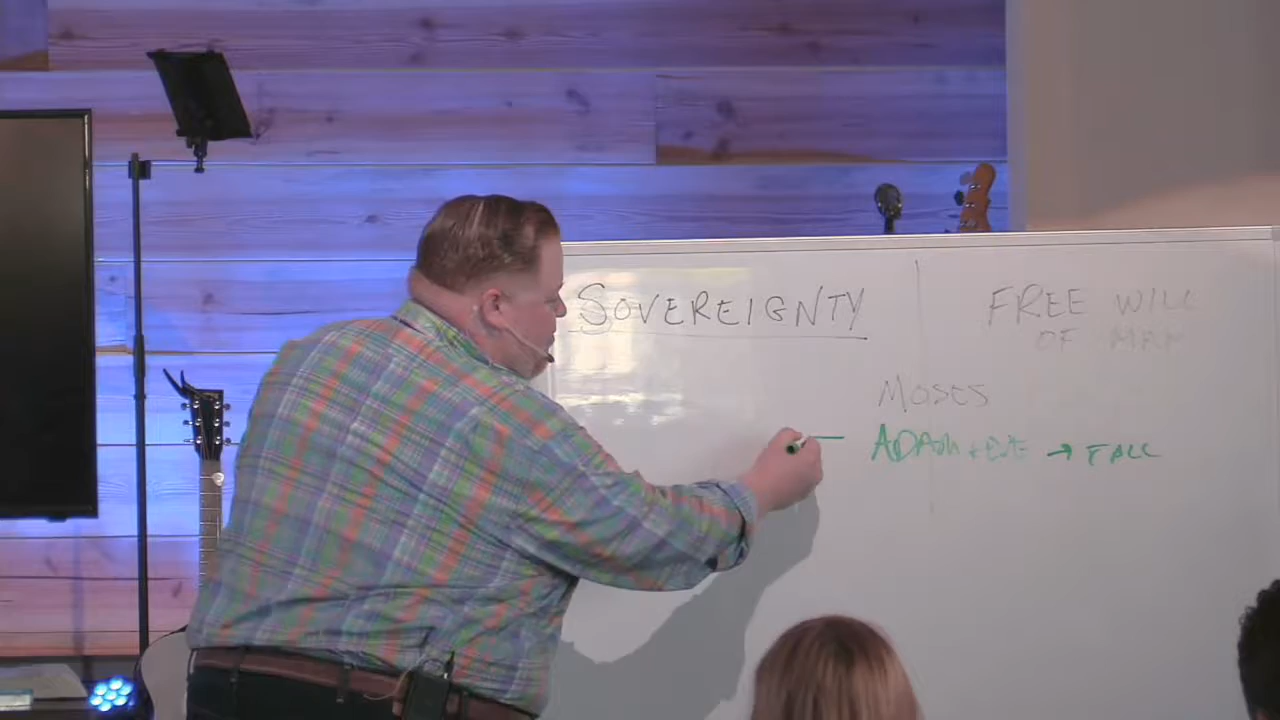 SOVEREIGNTY
FREE WILL
OF MAN
MOSES
ADAM + EVE → FALL